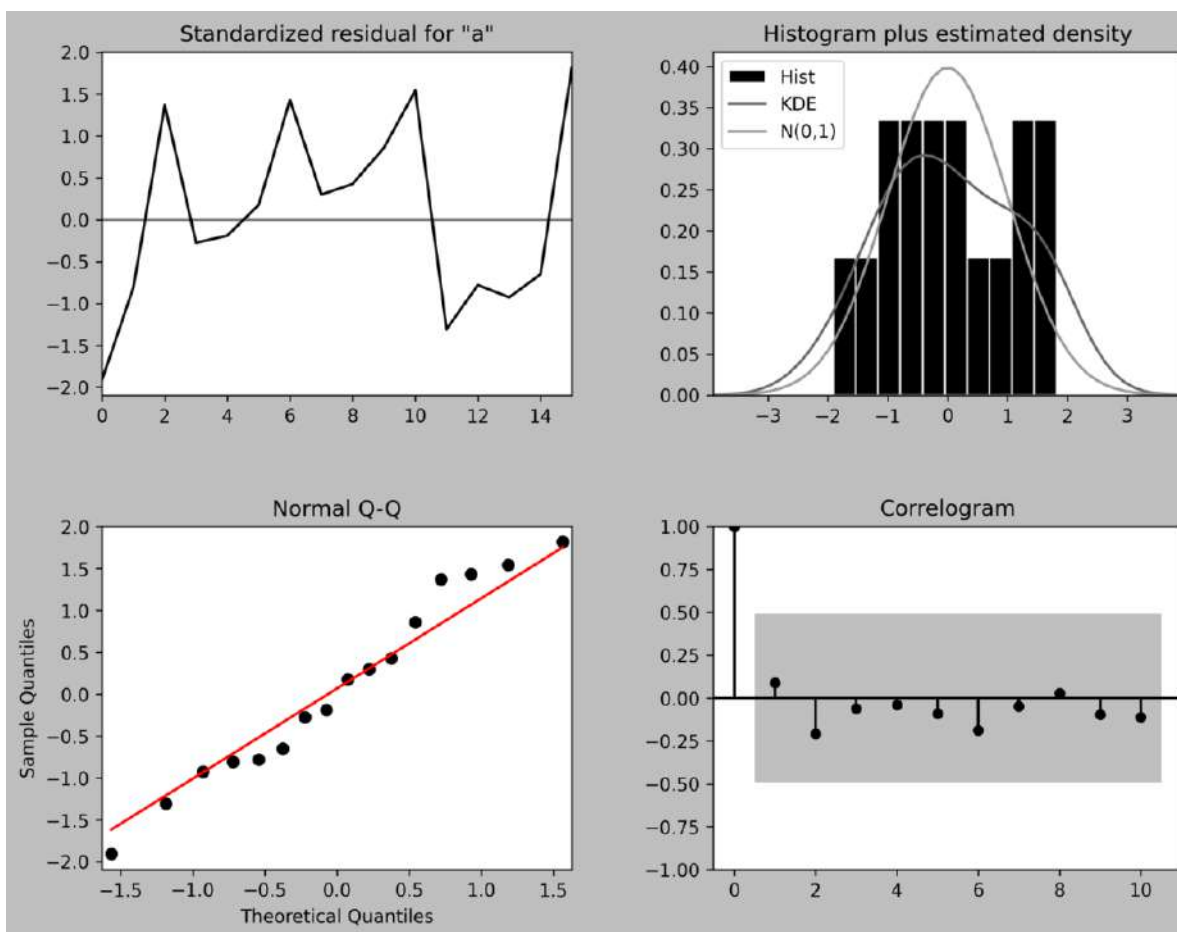 Standardized residual for "a"
2.0
1.5
1.0
0.5
0.0
−0.5
−1.0
−1.5
−2.0
0 2 4 6 8 10 12 14
Histogram plus estimated density
Hist
KDE
N(0,1)
0.40
0.35
0.30
0.25
0.20
0.15
0.10
0.05
0.00
−3 −2 −1 0 1 2 3
Normal Q-Q
Sample Quantiles
2.0
1.5
1.0
0.5
0.0
−0.5
−1.0
−1.5
−2.0
−1.5 −1.0 −0.5 0.0 0.5 1.0 1.5
Theoretical Quantiles
Correlogram
1.00
0.75
0.50
0.25
0.00
−0.25
−0.50
−0.75
−1.00
0 2 4 6 8 10